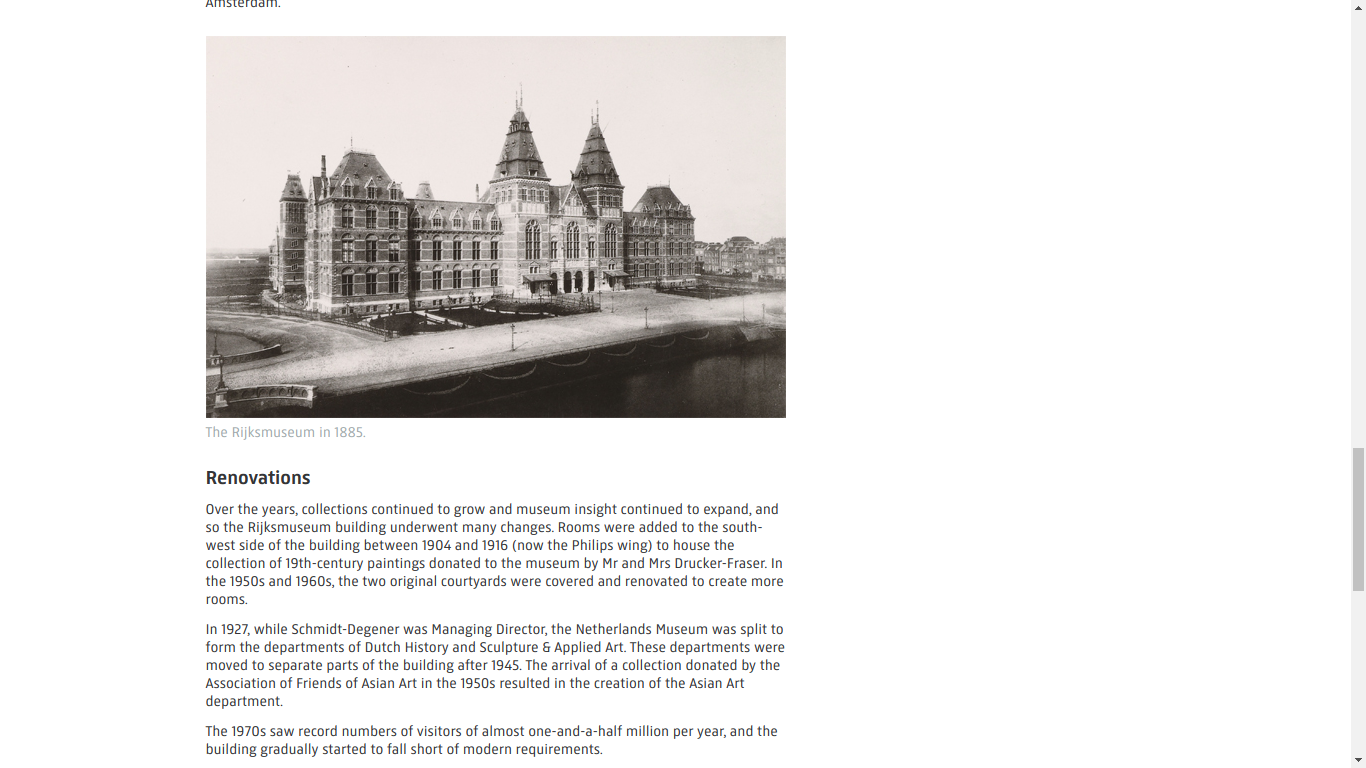 Amsterdam.
The Rijksmuseum in 1885.
Renovations
Over the years, collections continued to grow and museum insight continued to expand, and
so the Rijksmuseum building underwent many changes. Rooms were added to the south-
west side of the building between 1904 and 1916 (now the Philips wing) to house the
collection of 19th-century paintings donated to the museum by Mr and Mrs Drucker-Fraser. In
the 1950s and 1960s, the two original courtyards were covered and renovated to create more
rooms.
In 1927, while Schmidt-Degener was Managing Director, the Netherlands Museum was split to
form the departments of Dutch History and Sculpture & Applied Art. These departments were
moved to separate parts of the building after 1945. The arrival of a collection donated by the
Association of Friends of Asian Art in the 1950s resulted in the creation of the Asian Art
department.
The 1970s saw record numbers of visitors of almost one-and-a-half million per year, and the
building gradually started to fall short of modern requirements.